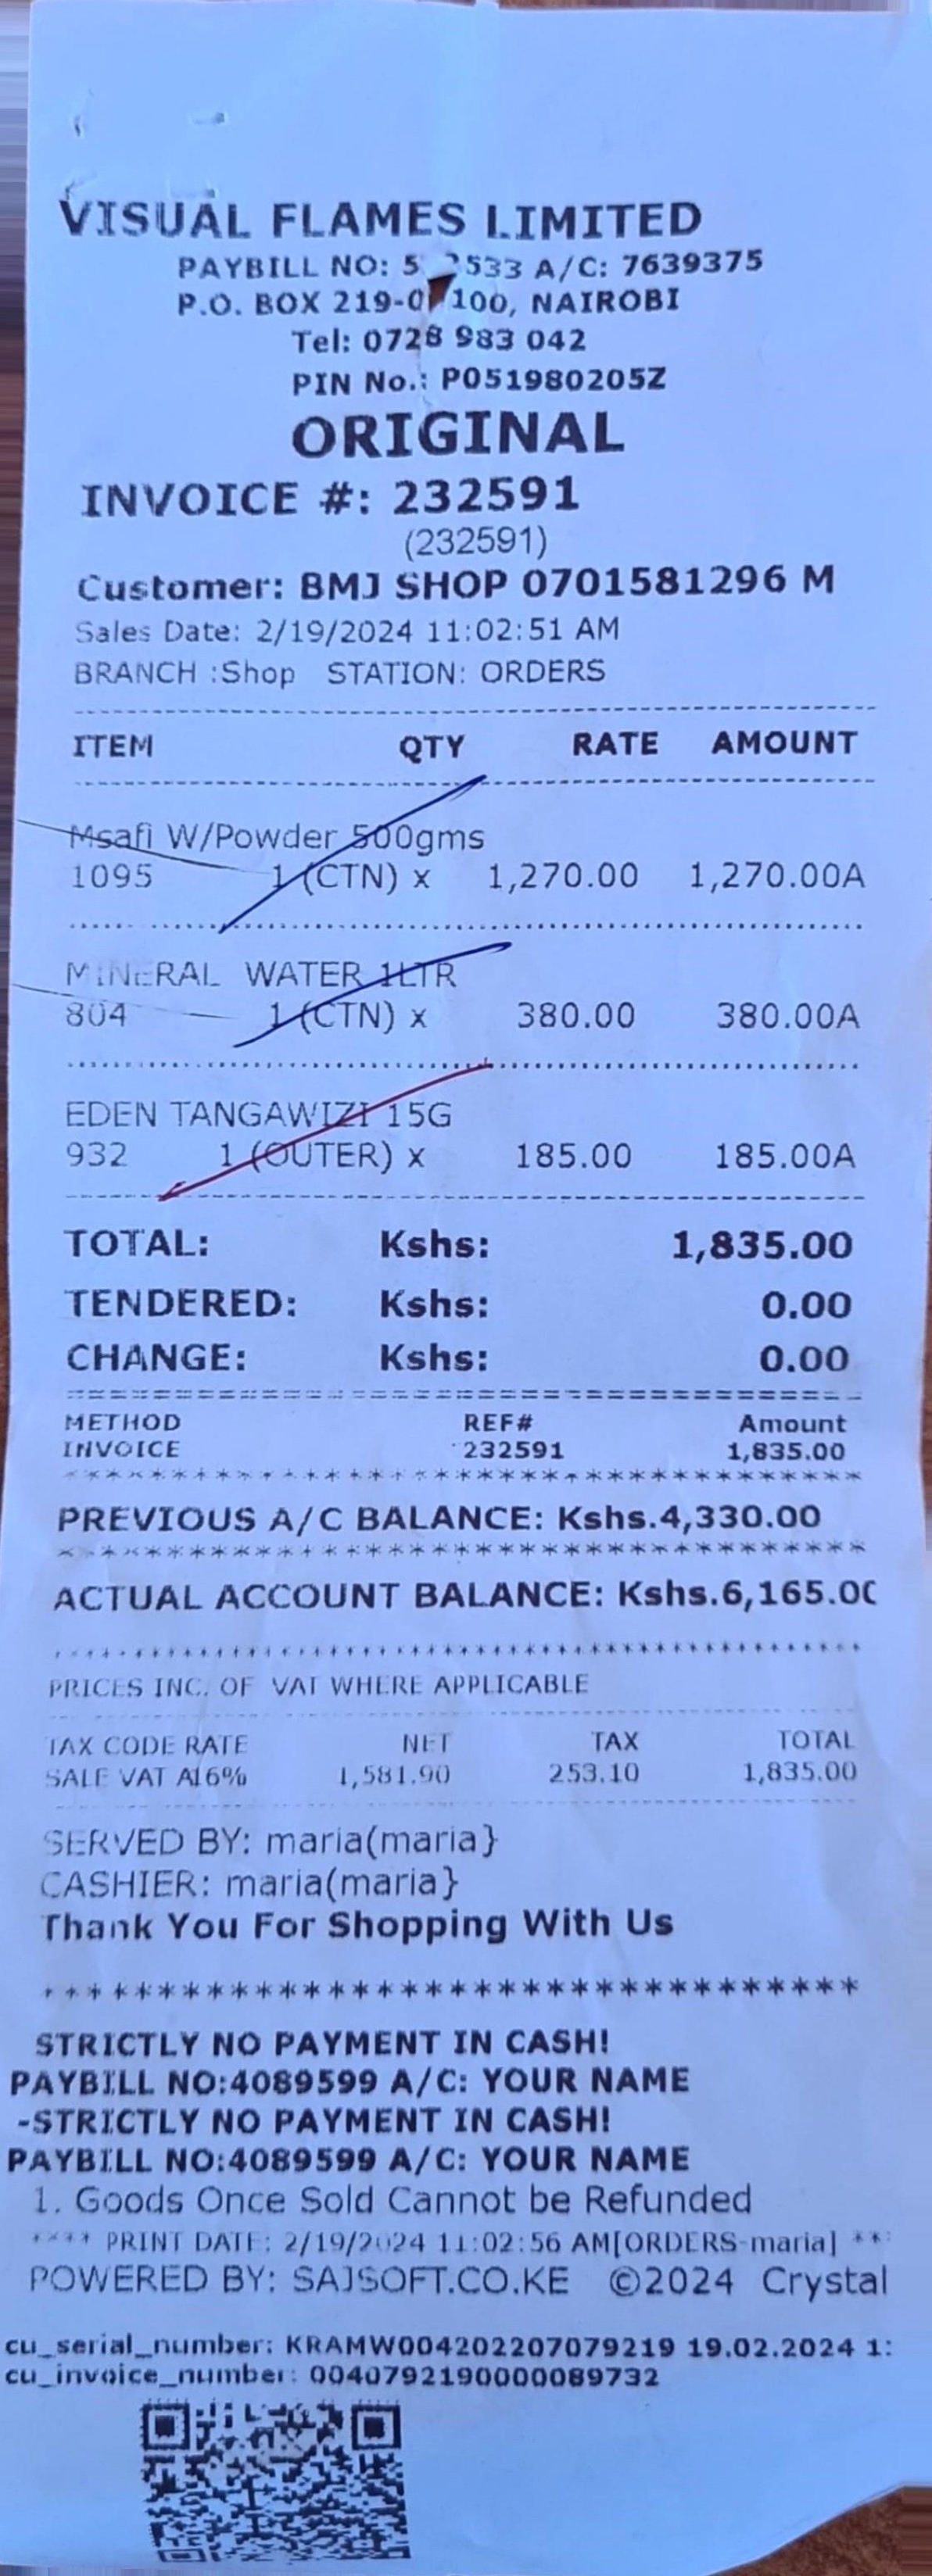 VISUAL FLAMES LIMITED
PAYBILL NO: 533 A/C: 7639375
P.O. BOX 100, NAIROBI
Tel: 0728 983 042
PIN No.: P051980205Z
ORIGINAL
INVOICE #: 232591
(232591)
Customer: BMJ SHOP 0701581296 M
Sales Date: 2/19/2024 11:02:51 AM
BRANCH :Shop STATION: ORDERS
ITEM QTY RATE AMOUNT
Msafi W/Powder 500gms
1095 1 (CTN) x 1,270.00 1,270.00A
MINERAL WATER 1LTR
804 1 (CTN) x 380.00 380.00A
EDEN TANGAWIZI 15G
932 1 (OUTER) x 185.00 185.00A
TOTAL: Kshs: 1,835.00
TENDERED: Kshs: 0.00
CHANGE: Kshs: 0.00
METHOD REF# Amount
INVOICE 232591 1,835.00
PREVIOUS A/C BALANCE: Kshs.4,330.00
ACTUAL ACCOUNT BALANCE: Kshs.6,165.00
PRICES INC. OF VAT WHERE APPLICABLE
TAX CODE RATE NET TAX TOTAL
SALE VAT A16% 1,581.90 253.10 1,835.00
SERVED BY: maria(maria}
CASHIER: maria(maria}
Thank You For Shopping With Us
STRICTLY NO PAYMENT IN CASH!
PAYBILL NO:4089599 A/C: YOUR NAME
-STRICTLY NO PAYMENT IN CASH!
PAYBILL NO:4089599 A/C: YOUR NAME
1. Goods Once Sold Cannot be Refunded
**** PRINT DATE: 2/19/2024 11:02:56 AM[ORDERS-maria] **
POWERED BY: SAJSOFT.CO.KE ©2024 Crystal
cu_serial_number: KRAMW004202207079219 19.02.2024 1:
cu_invoice_number: 0040792190000089732